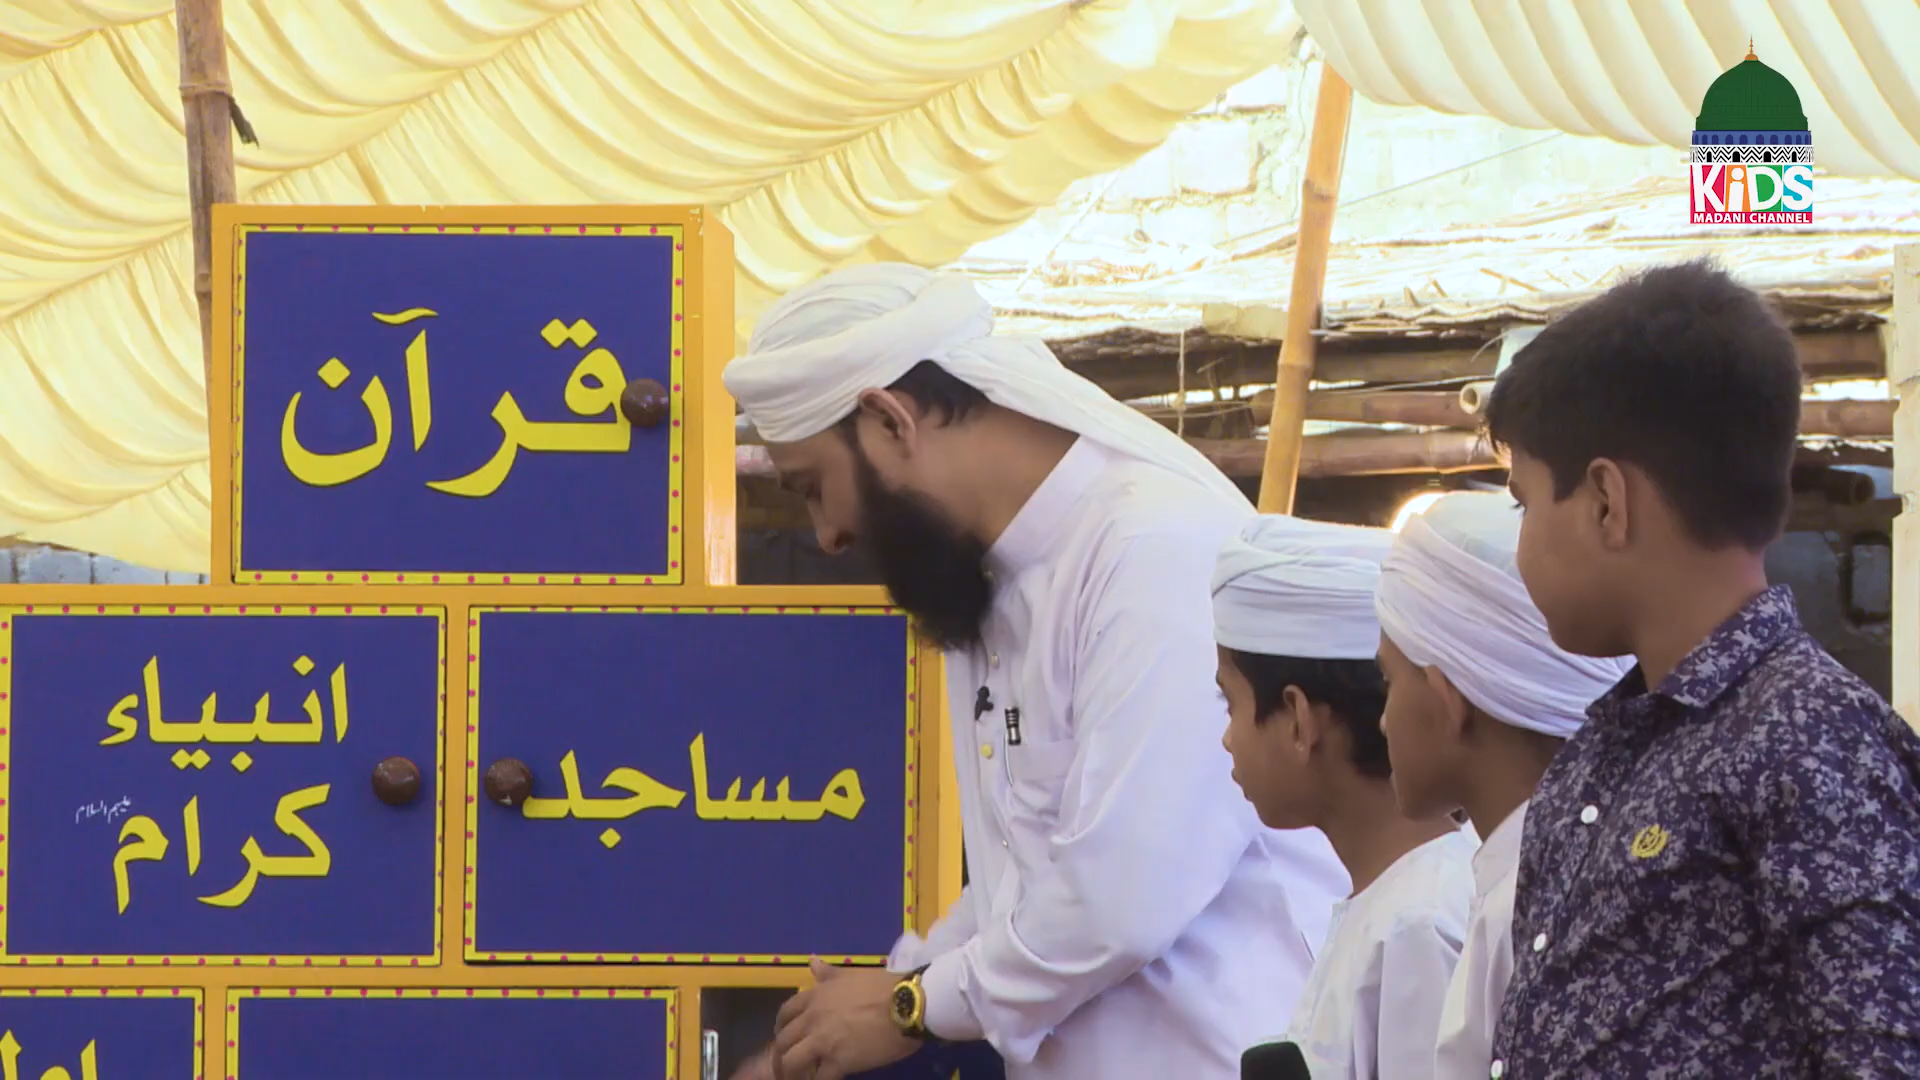 KiDS
MADANI CHANNEL
قرآن
انبیاء
کرام
علیہم السلام
مساجد